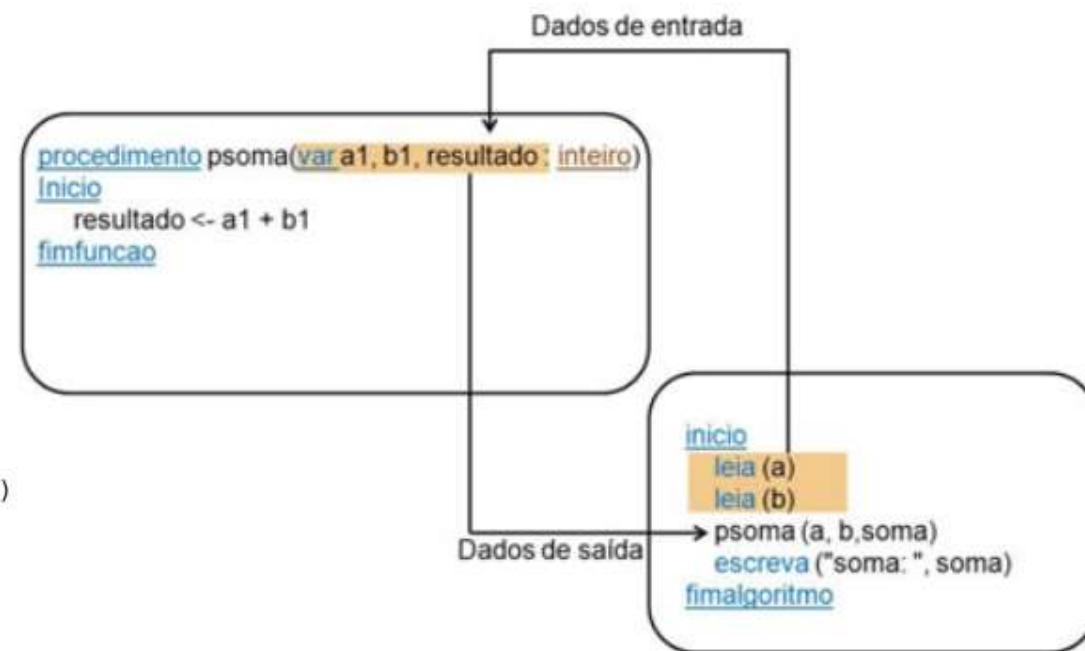 Dados de entrada
procedimento psoma(var a1, b1, resultado : inteiro)
Inicio
resultado <- a1 + b1
fimfuncao
)
inicio
leia (a)
leia (b)
psoma (a, b,soma)
Dados de saída
escreva ("soma: ", soma)
fimalgoritmo